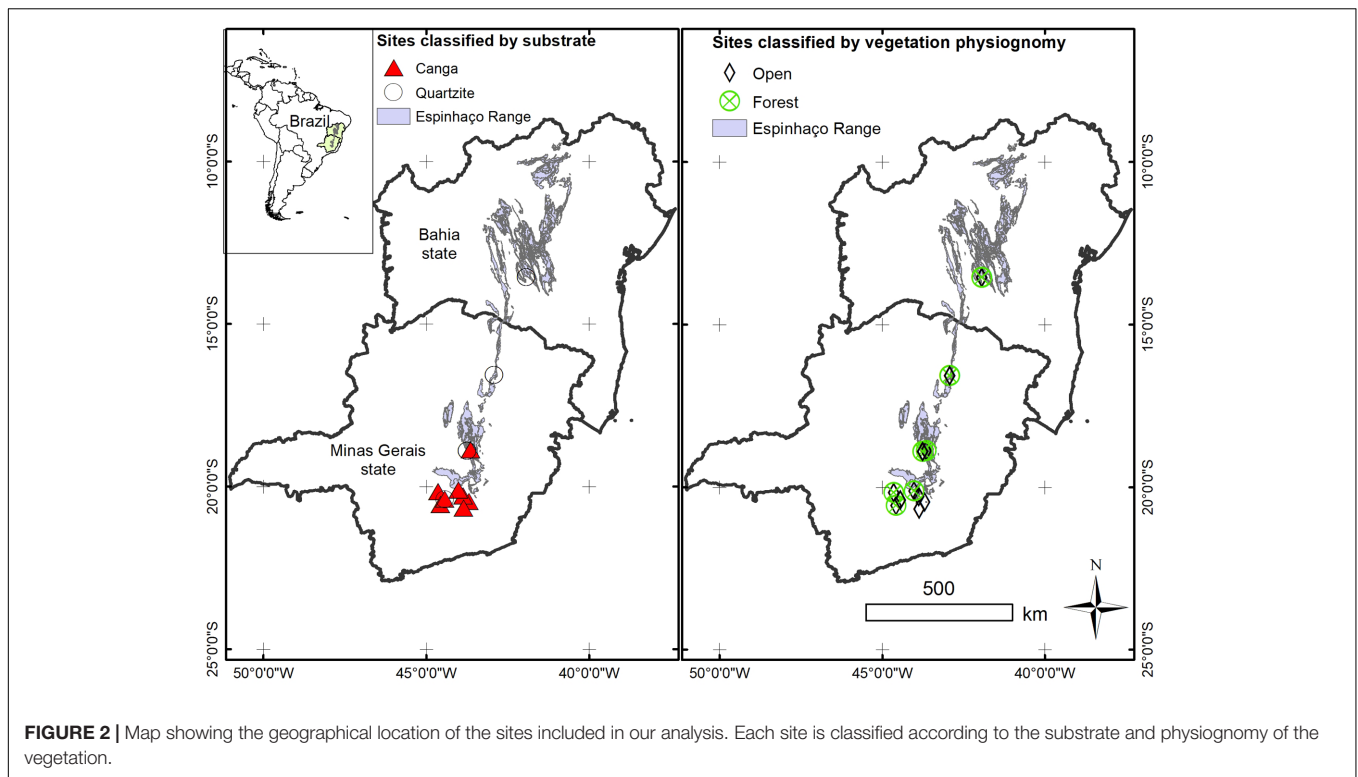 Sites classified by substrate
Canga
Quartzite
Espinhaço Range
Brazil
Bahia
state
Minas Gerais
state
10°0'0"S
15°0'0"S
20°0'0"S
25°0'0"S
50°0'0"W
45°0'0"W
40°0'0"W
Sites classified by vegetation physiognomy
Open
Forest
Espinhaço Range
500
km
N
10°0'0"S
15°0'0"S
20°0'0"S
25°0'0"S
50°0'0"W
45°0'0"W
40°0'0"W
FIGURE 2 | Map showing the geographical location of the sites included in our analysis. Each site is classified according to the substrate and physiognomy of the
vegetation.